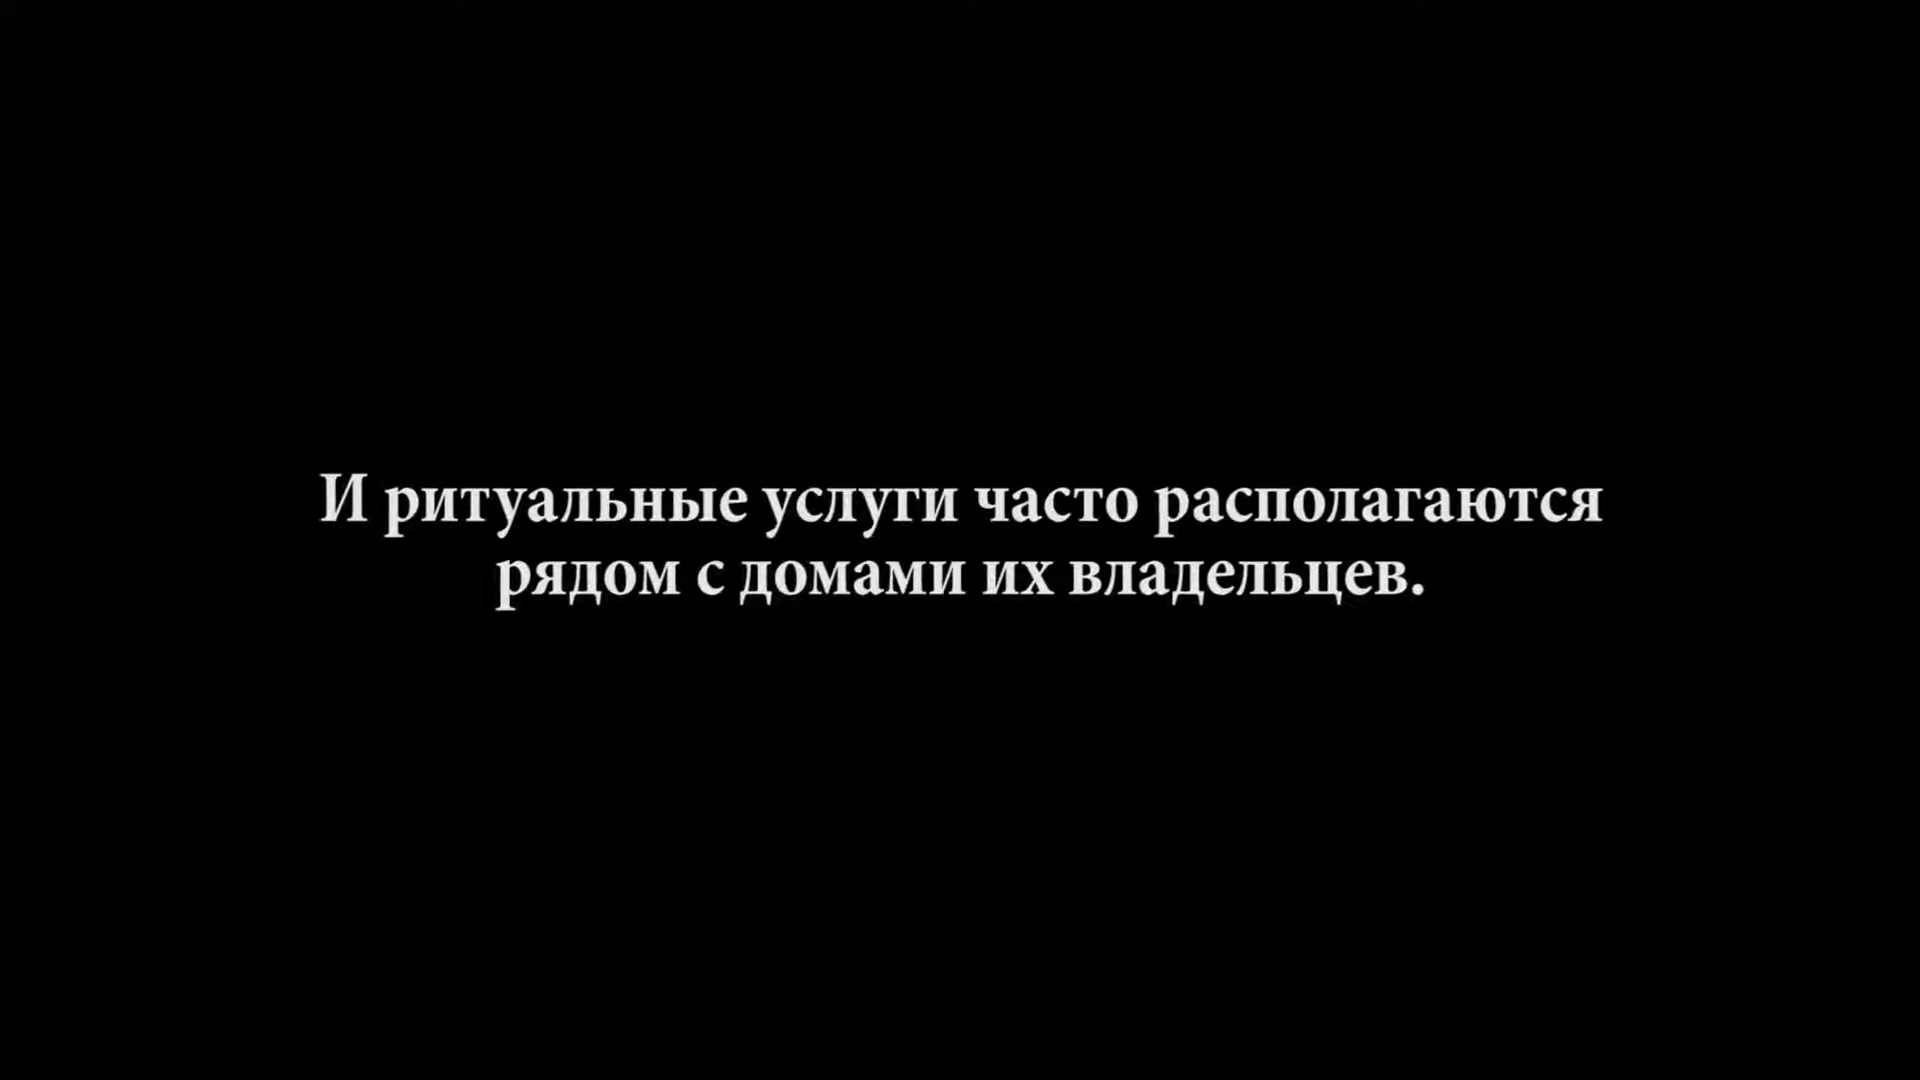 И ритуальные услуги часто располагаются
рядом с домами их владельцев.